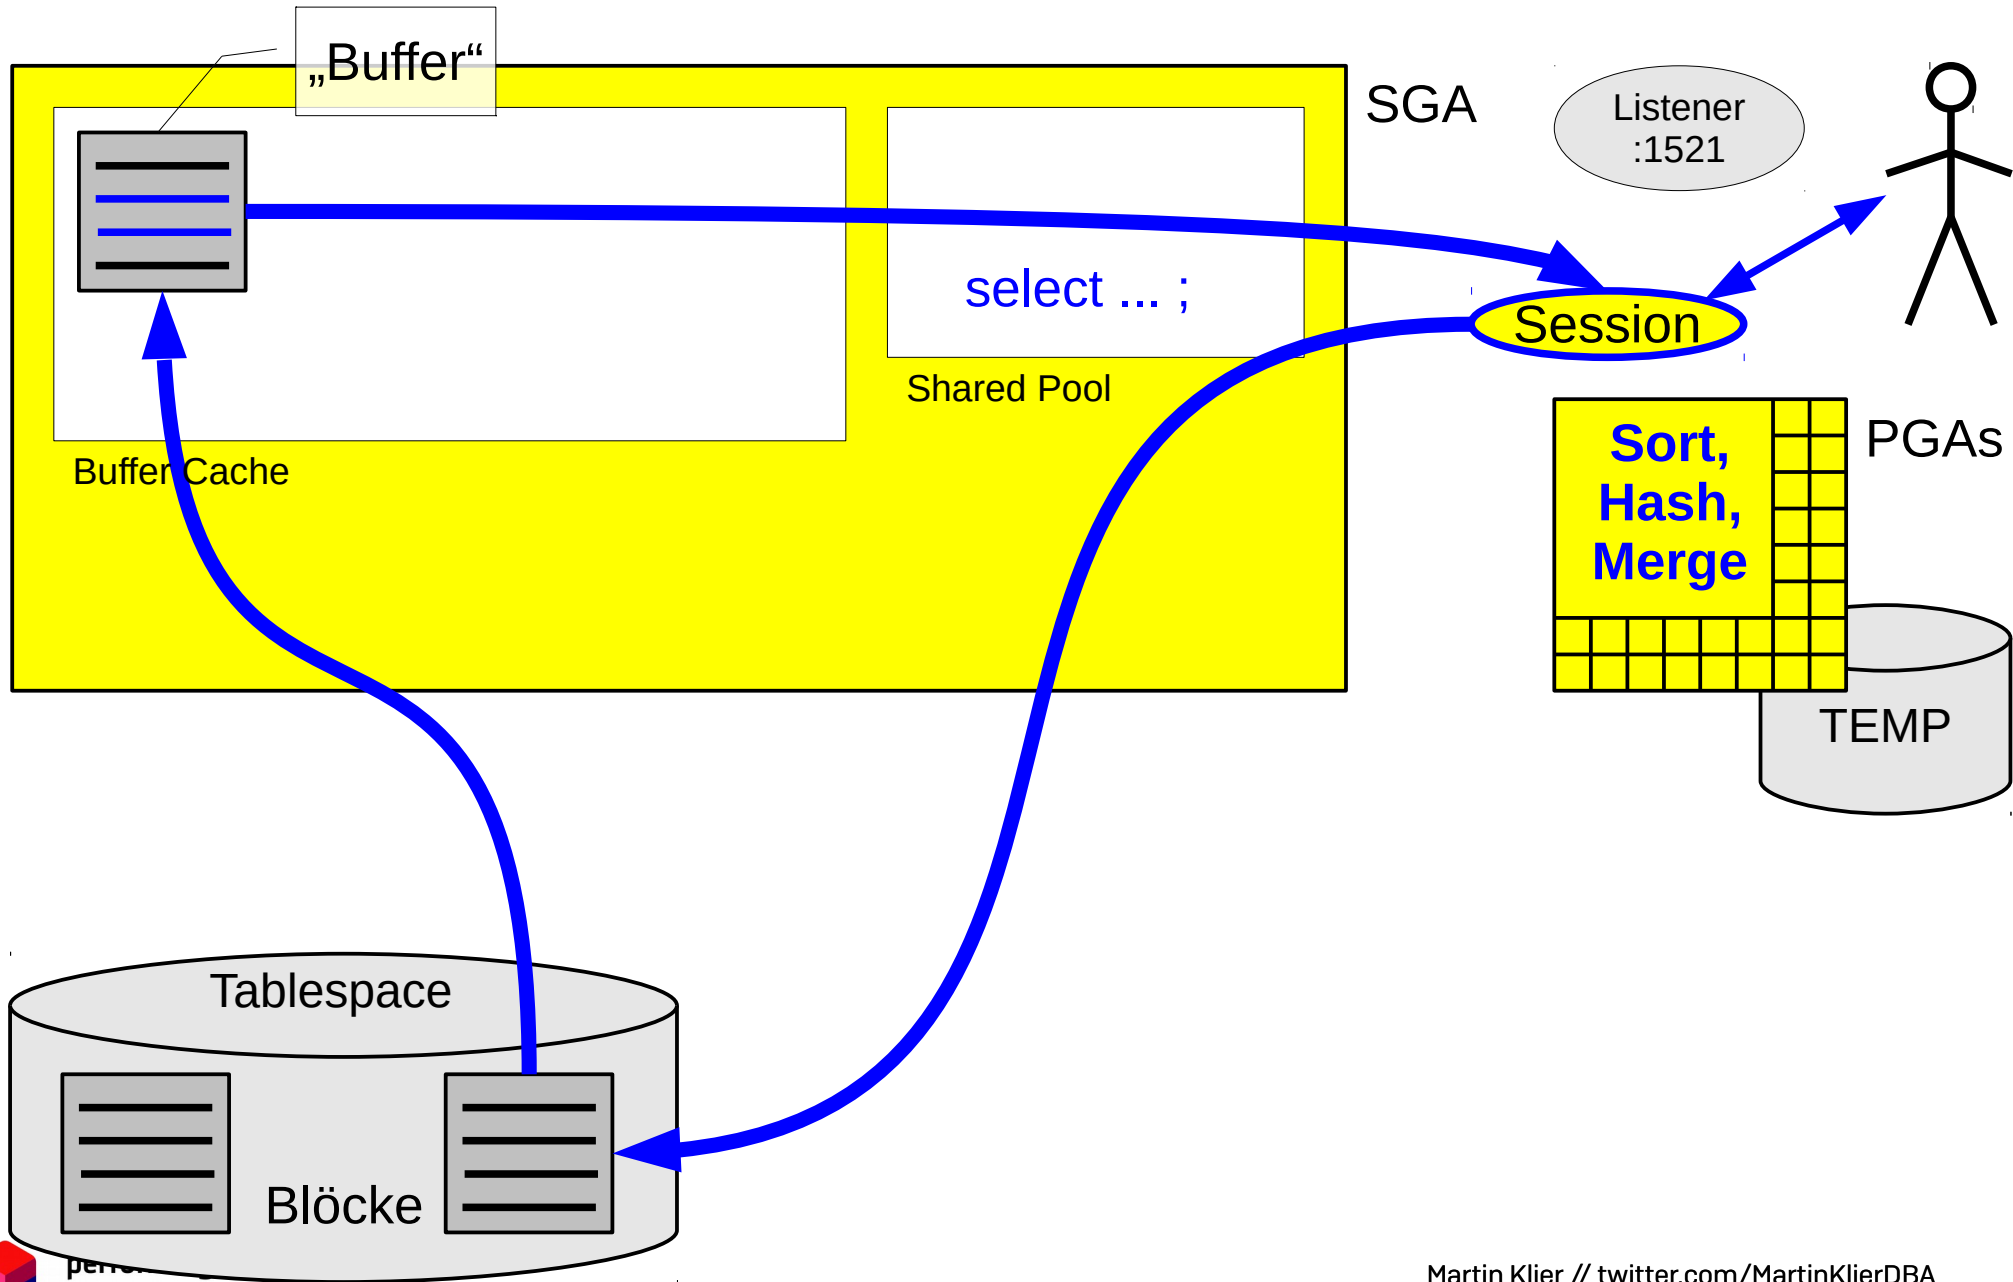 „Buffer“
SGA
Listener
:1521
select ... ;
Session
Shared Pool
Buffer Cache
Sort,
Hash,
Merge
PGAs
TEMP
Tablespace
Blöcke
Martin Klier // twitter.com/MartinKlierDBA